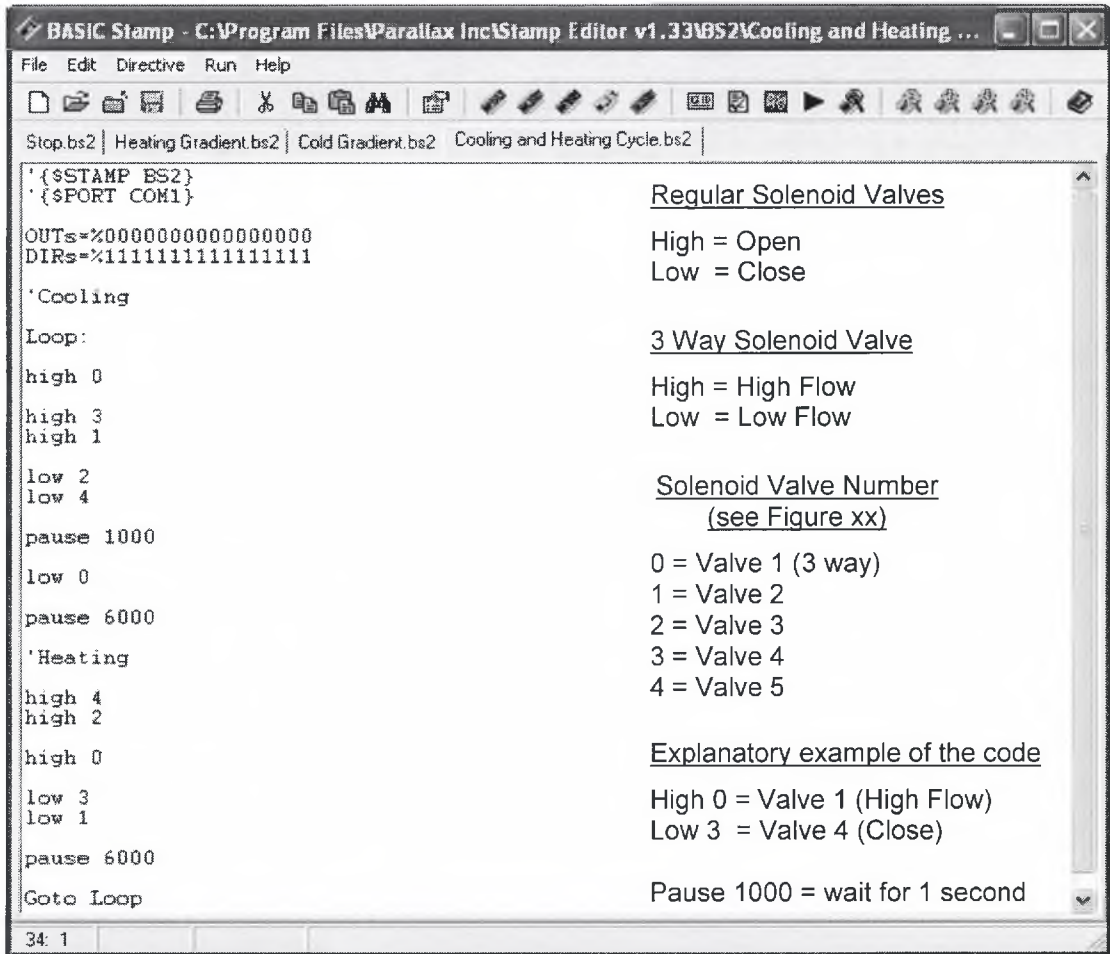 BASIC Stamp - C:\Program Files\Parallax Inc\Stamp Editor v1.33\BS2\Cooling and Heating ...
File Edit Directive Run Help
Stop.bs2 Heating Gradient.bs2 Cold Gradient.bs2 Cooling and Heating Cycle.bs2
'{$STAMP BS2}
'{$PORT COM1}
OUTs=%0000000000000000
DIRs=%1111111111111111
'Cooling
Loop:
high 0
high 3
high 1
low 2
low 4
pause 1000
low 0
pause 6000
'Heating
high 4
high 2
high 0
low 3
low 1
pause 6000
Goto Loop
Regular Solenoid Valves
High = Open
Low = Close
3 Way Solenoid Valve
High = High Flow
Low = Low Flow
Solenoid Valve Number
(see Figure xx)
0 = Valve 1 (3 way)
1 = Valve 2
2 = Valve 3
3 = Valve 4
4 = Valve 5
Explanatory example of the code
High 0 = Valve 1 (High Flow)
Low 3 = Valve 4 (Close)
Pause 1000 = wait for 1 second
34: 1